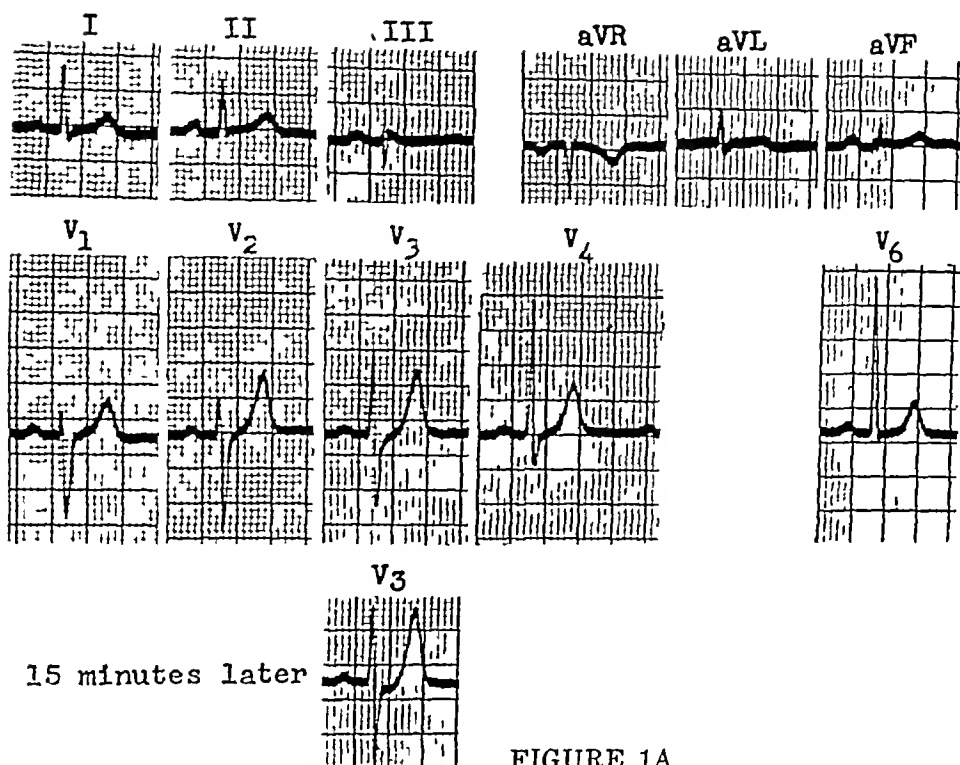 I II III aVR aVL aVF
V1 V2 V3 V4 V6
V3
15 minutes later
FIGURE 1A